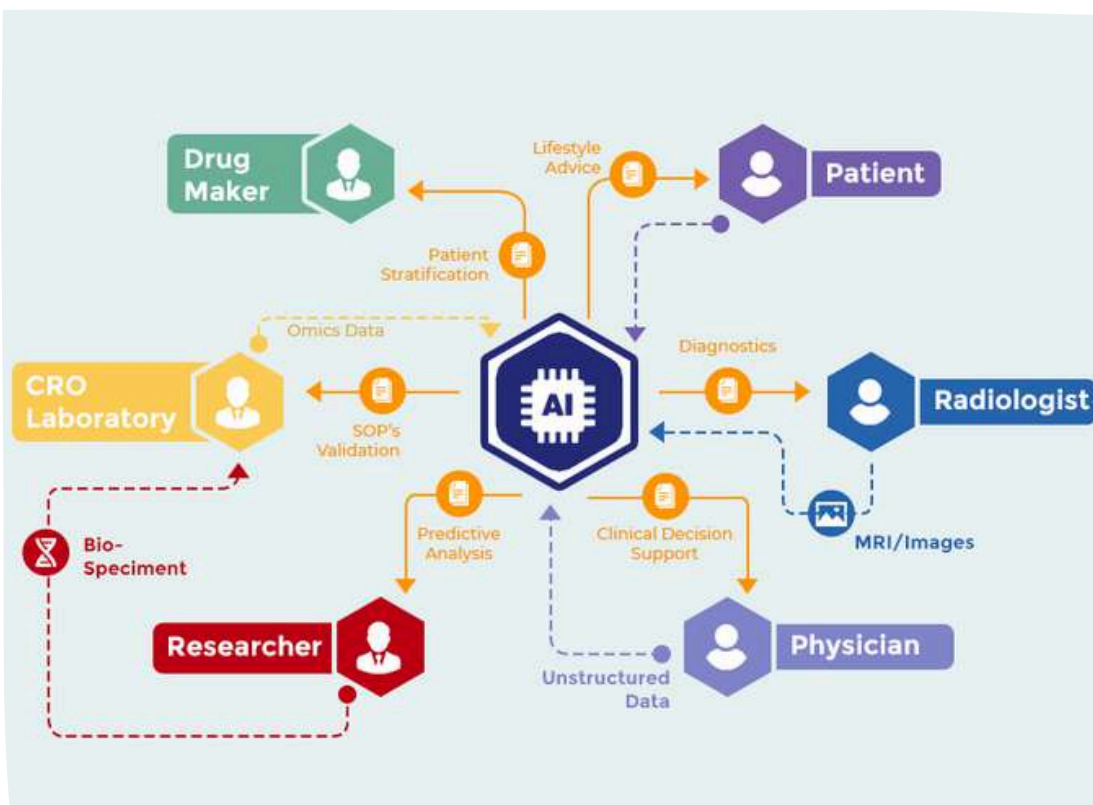 Drug
Maker
Lifestyle
Advice
Patient
Patient
Stratification
Omics Data
Diagnostics
CRO
Laboratory
AI
Radiologist
SOP's
Validation
Predictive
Analysis
Clinical Decision
Support
MRI/Images
Bio-
Speciment
Researcher
Physician
Unstructured
Data